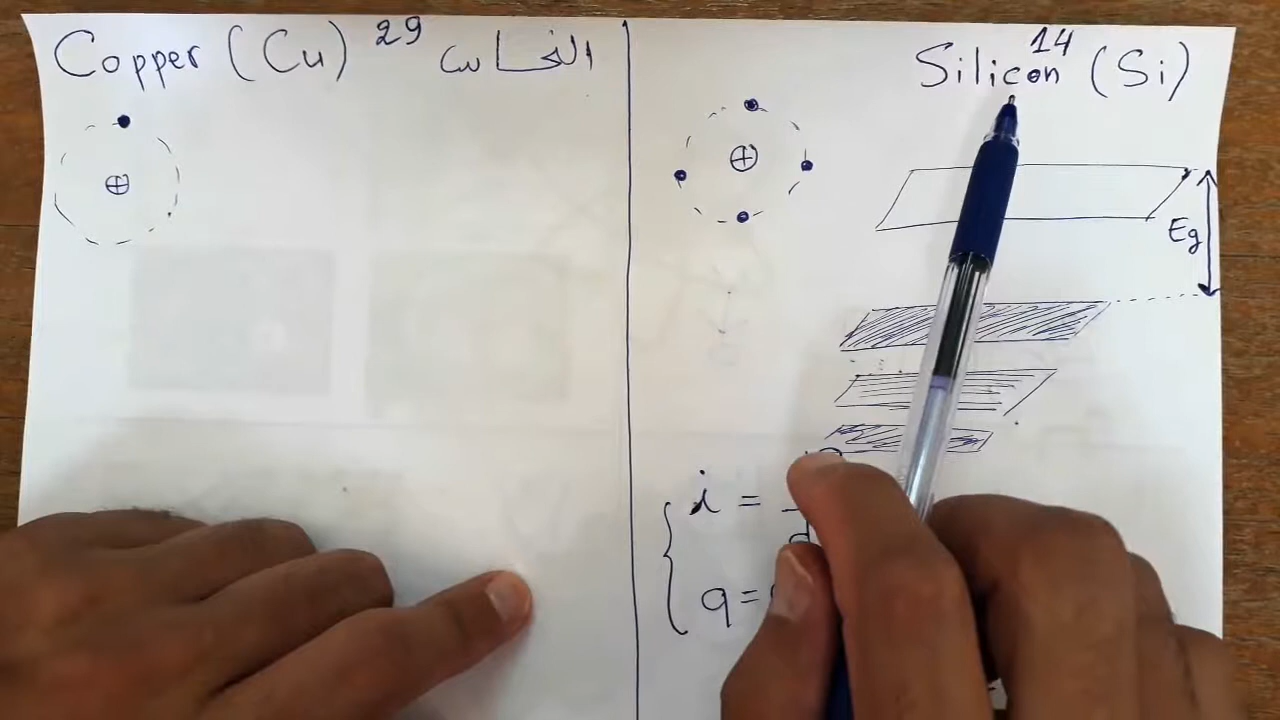 Copper (Cu) 29 النحاس
Silicon 14 (Si)
Eg
i =
q =